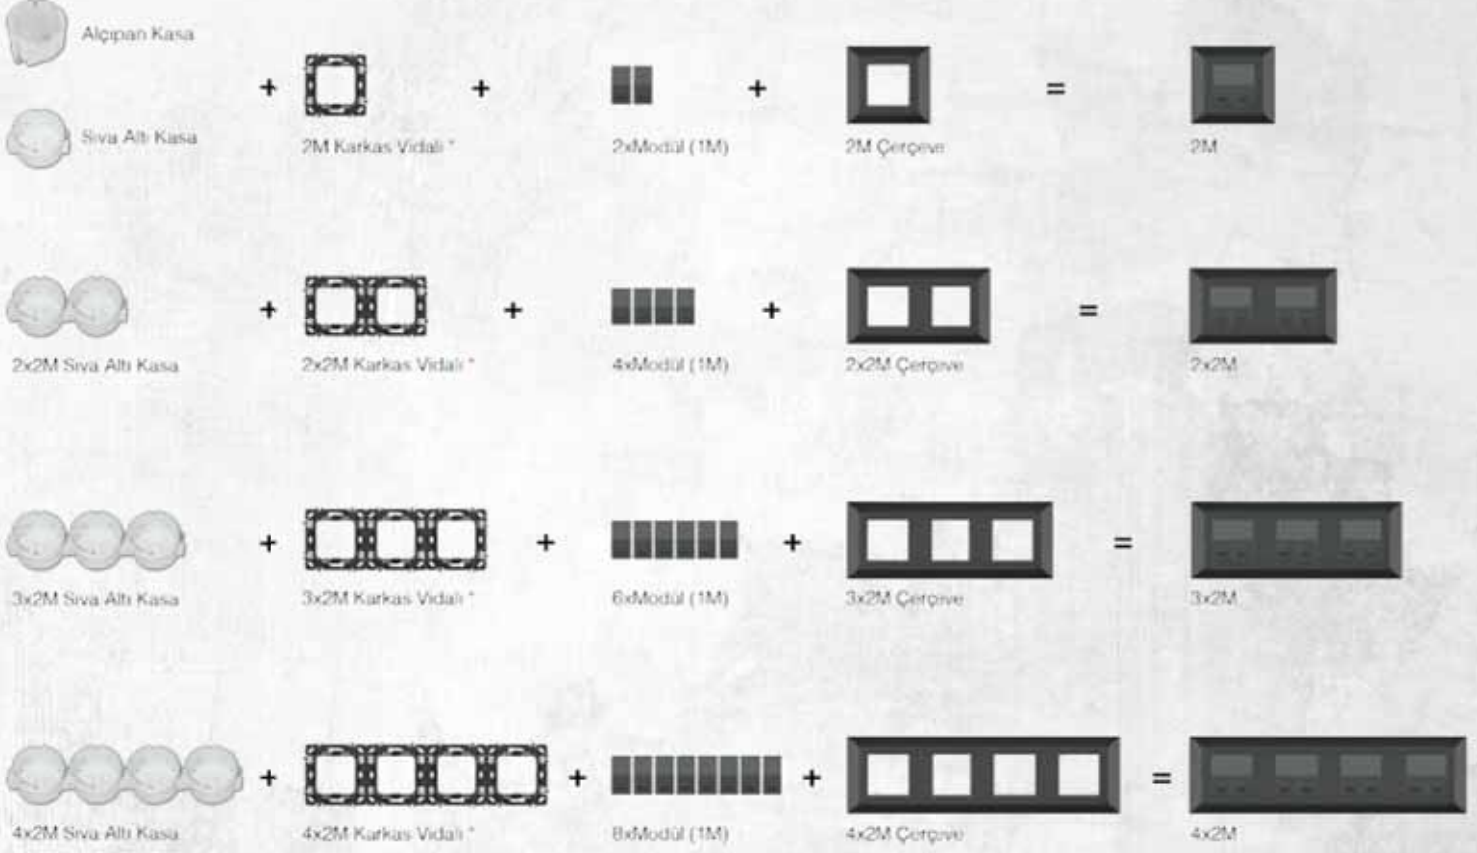 Alçıpan Kasa
+ + + =
Sıva Altı Kasa
2M Karkas Vidalı * 2xModül (1M) 2M Çerçeve 2M
+ + + =
2x2M Sıva Altı Kasa 2x2M Karkas Vidalı * 4xModül (1M) 2x2M Çerçeve 2x2M
+ + + =
3x2M Sıva Altı Kasa 3x2M Karkas Vidalı * 6xModül (1M) 3x2M Çerçeve 3x2M
+ + + =
4x2M Sıva Altı Kasa 4x2M Karkas Vidalı * 8xModül (1M) 4x2M Çerçeve 4x2M